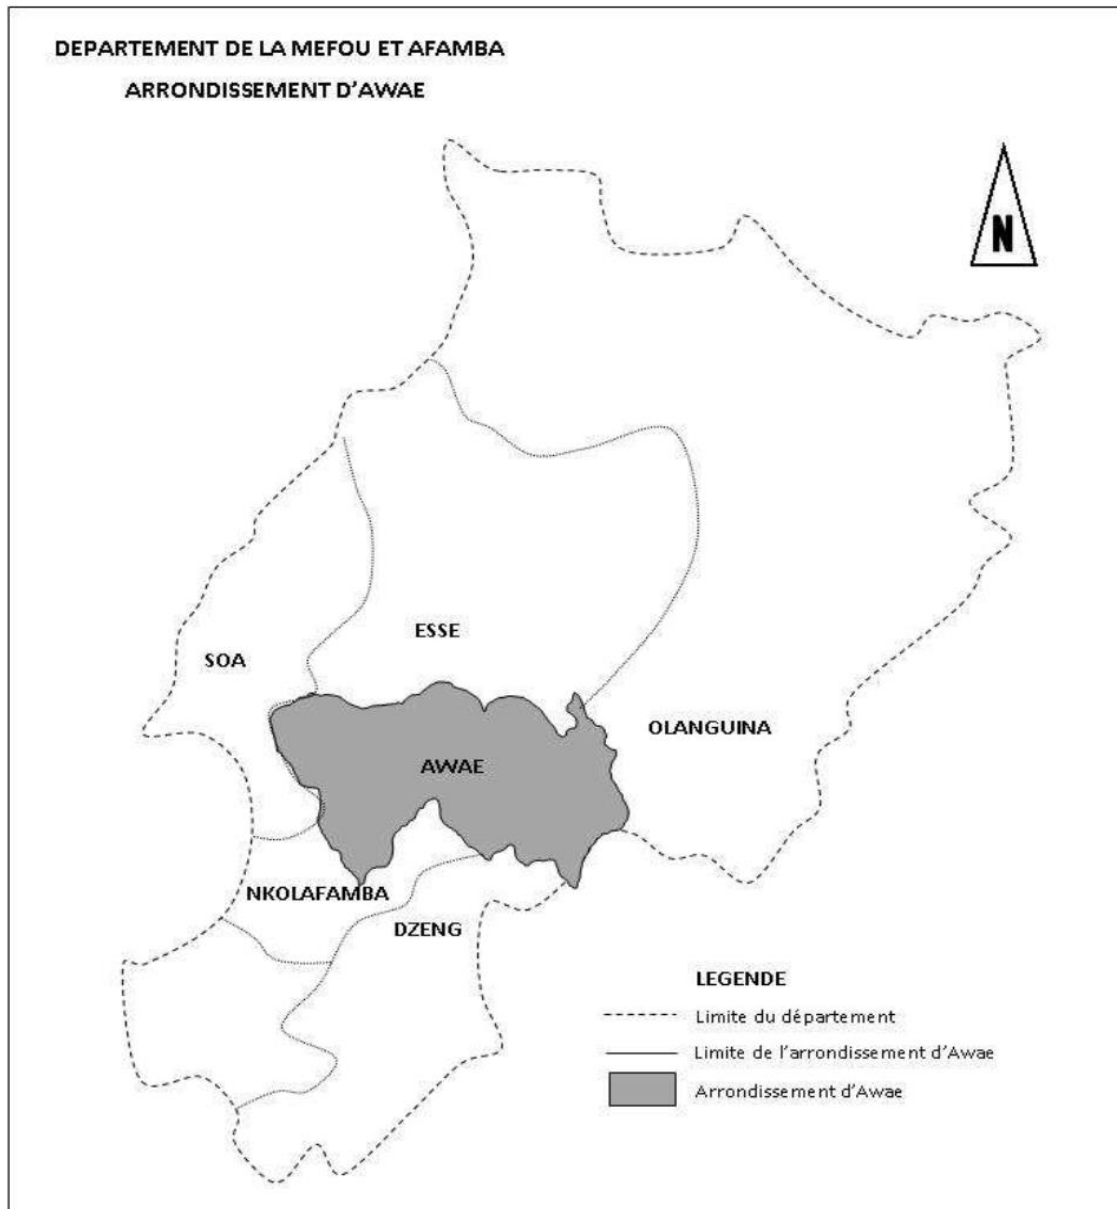 DEPARTEMENT DE LA MEFOU ET AFAMBA
ARRONDISSEMENT D'AWAE
N
ESSE
SOA
OLANGUINA
AWAE
NKOLAFAMBA
DZENG
LEGENDE
Limite du département
Limite de l'arrondissement d'Awae
Arrondissement d'Awae